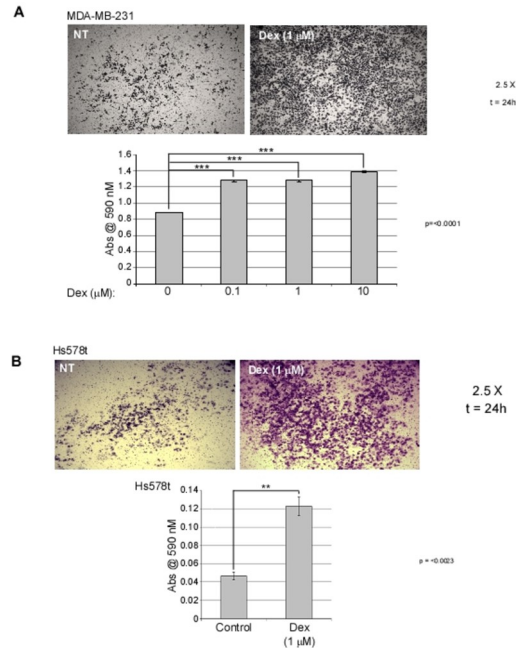 A
MDA-MB-231
NT
Dex (1 µM)
2.5 X
t = 24h
***
***
***
1.6
1.4
1.2
1.0
0.8
0.6
0.4
0.2
0
Abs @ 590 nM
p=<0.0001
Dex (µM): 0 0.1 1 10
B
Hs578t
NT
Dex (1 µM)
2.5 X
t = 24h
Hs578t
**
0.14
0.12
0.10
0.08
0.06
0.04
0.02
0.00
Abs @ 590 nM
p = <0.0023
Control
Dex
(1 µM)